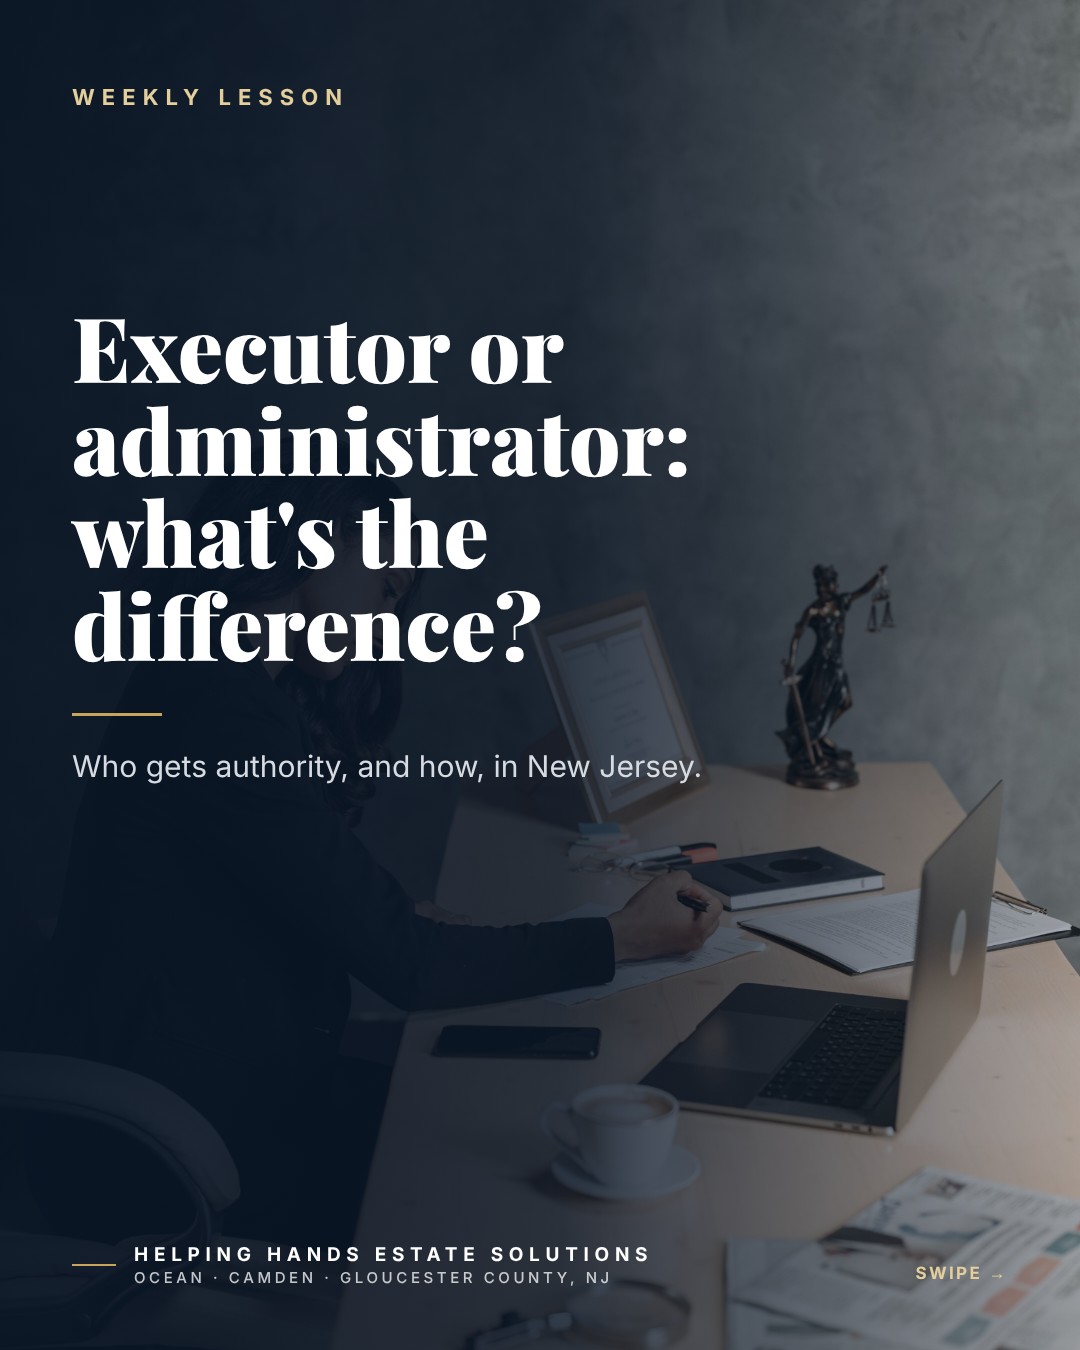 WEEKLY LESSON
Executor or
administrator:
what's the
difference?
Who gets authority, and how, in New Jersey.
HELPING HANDS ESTATE SOLUTIONS
OCEAN · CAMDEN · GLOUCESTER COUNTY, NJ
SWIPE →